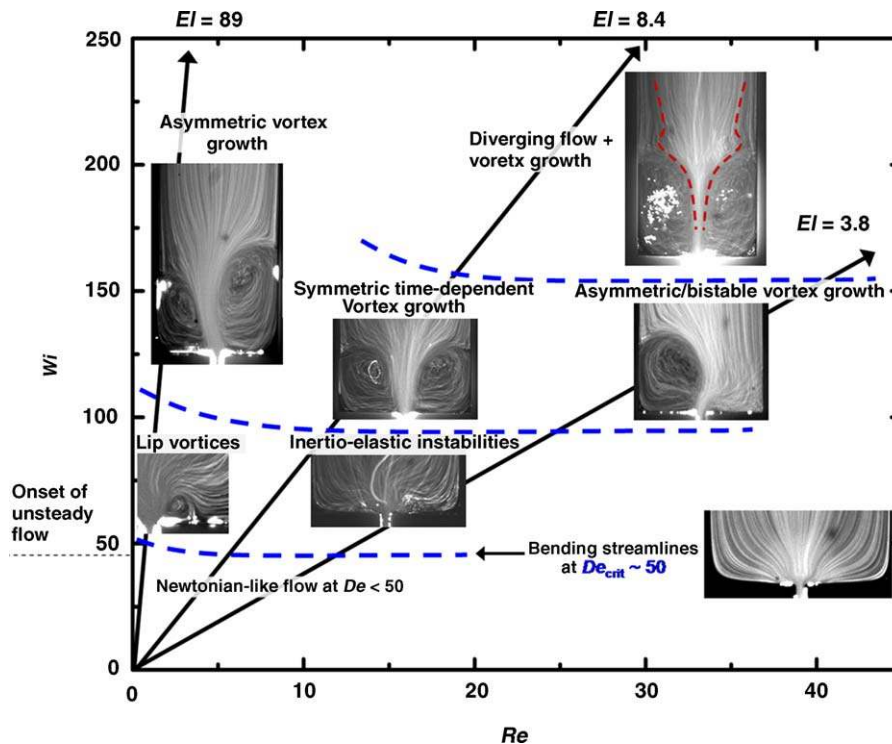 El = 89
El = 8.4
250
Asymmetric vortex
growth
Diverging flow +
voretx growth
200
El = 3.8
Symmetric time-dependent
Vortex growth
Asymmetric/bistable vortex growth
150
Wi
100
Lip vortices
Inertio-elastic instabilities
Onset of
unsteady
flow
50
Bending streamlines
at Decrit ~ 50
Newtonian-like flow at De < 50
0
0
10
20
30
40
Re